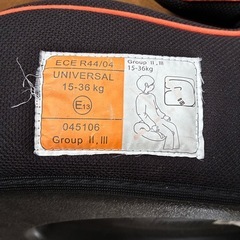 ECE R44/04
UNIVERSAL
15-36 kg
E13
045106
Group II, III
Group II, III
15-36kg